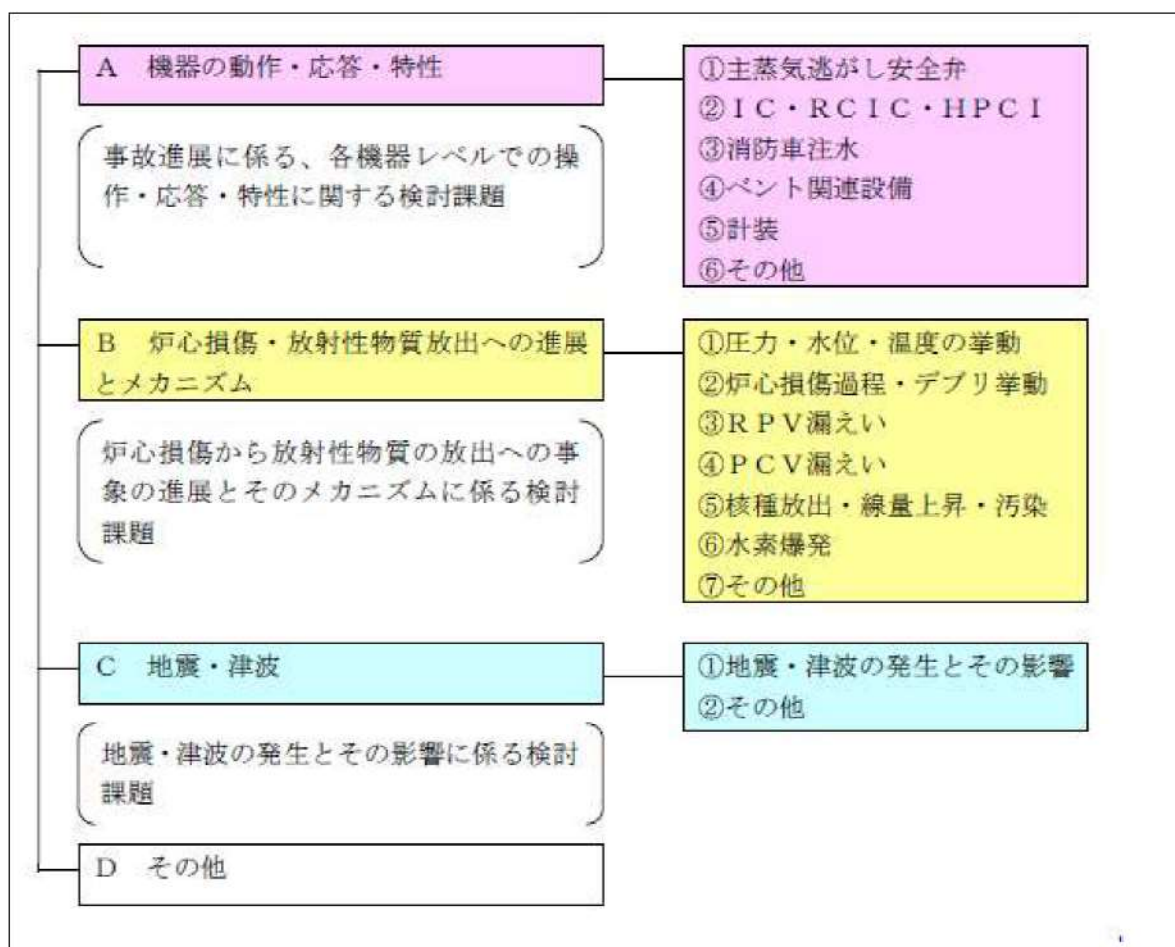 A 機器の動作・応答・特性
①主蒸気逃がし安全弁
②IC・RCIC・HPCI
③消防車注水
④ベント関連設備
⑤計装
⑥その他
事故進展に係る、各機器レベルでの操
作・応答・特性に関する検討課題
B 炉心損傷・放射性物質放出への進展
とメカニズム
①圧力・水位・温度の挙動
②炉心損傷過程・デブリ挙動
③RPV漏えい
④PCV漏えい
⑤核種放出・線量上昇・汚染
⑥水素爆発
⑦その他
炉心損傷から放射性物質の放出への事
象の進展とそのメカニズムに係る検討
課題
C 地震・津波
①地震・津波の発生とその影響
②その他
地震・津波の発生とその影響に係る検討
課題
D その他